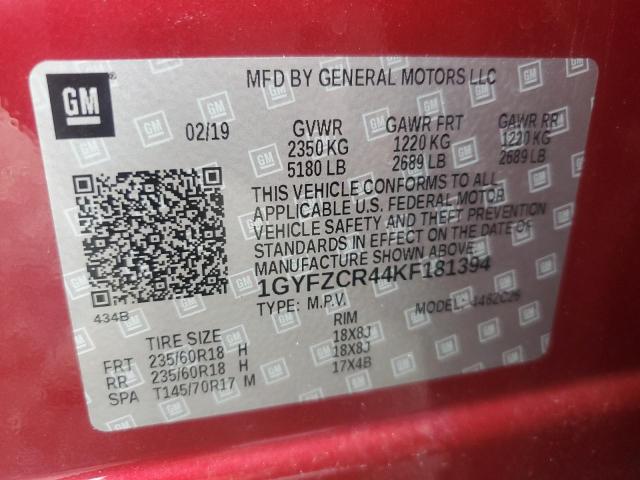 GM
MFD BY GENERAL MOTORS LLC
02/19 GVWR GAWR FRT GAWR RR
2350 KG 1220 KG 1220 KG
5180 LB 2689 LB 2689 LB
THIS VEHICLE CONFORMS TO ALL
APPLICABLE U.S. FEDERAL MOTOR
VEHICLE SAFETY AND THEFT PREVENTION
STANDARDS IN EFFECT ON THE DATE OF
MANUFACTURE SHOWN ABOVE.
1GYFZCR44KF181394
434B TYPE: M.P.V. MODEL:
TIRE SIZE RIM
FRT 235/60R18 H 18X8J
RR 235/60R18 H 18X8J
SPA T145/70R17 M 17X4B